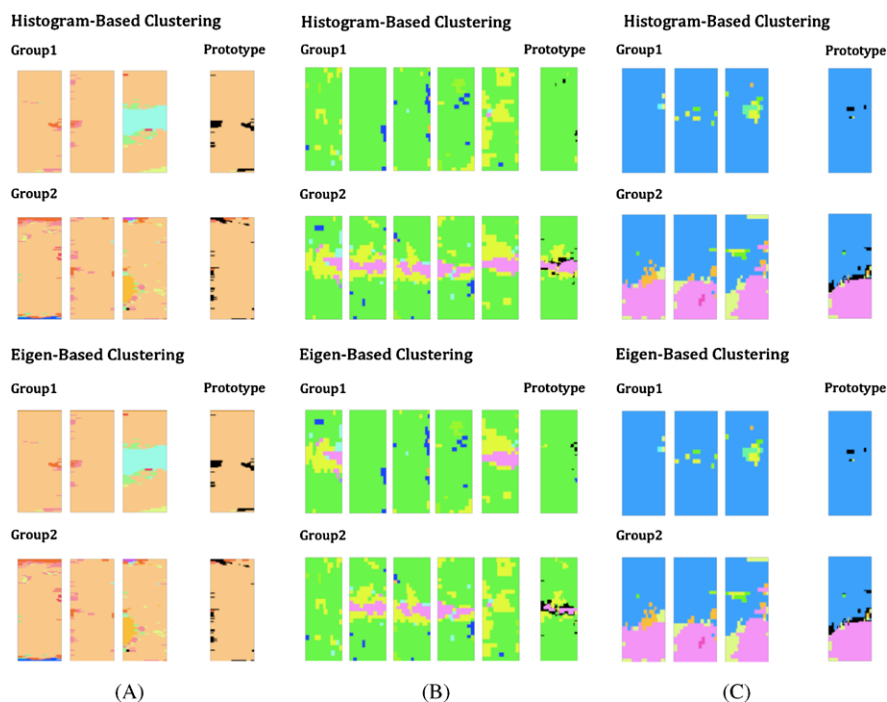 Histogram-Based Clustering
Group1 Prototype
Group2
Eigen-Based Clustering
Group1 Prototype
Group2
(A)
Histogram-Based Clustering
Group1 Prototype
Group2
Eigen-Based Clustering
Group1 Prototype
Group2
(B)
Histogram-Based Clustering
Group1 Prototype
Group2
Eigen-Based Clustering
Group1 Prototype
Group2
(C)